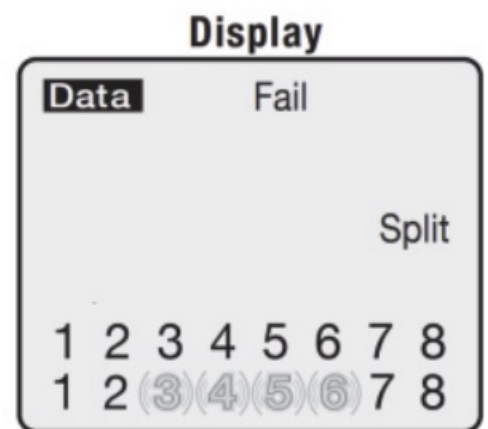 Display
Data Fail
Split
1 2 3 4 5 6 7 8
1 2 (3) (4) (5) (6) 7 8